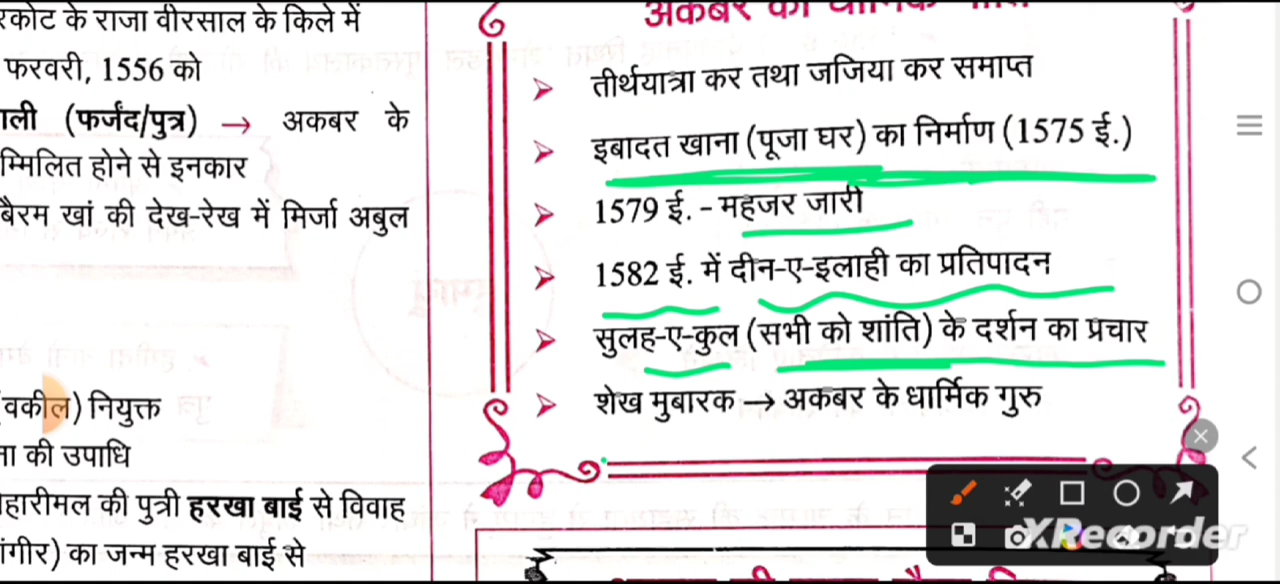 रकोट के राजा वीरसाल के किले में
फरवरी, 1556 को
ाली (फर्जंद/पुत्र) → अकबर के
म्मिलित होने से इनकार
बैरम खां की देख-रेख में मिर्जा अबुल
(वकील) नियुक्त
ना की उपाधि
हारीमल की पुत्री हरखा बाई से विवाह
ांगीर) का जन्म हरखा बाई से
अकबर की धार्मिक नीति
➢ तीर्थयात्रा कर तथा जजिया कर समाप्त
➢ इबादत खाना (पूजा घर) का निर्माण (1575 ई.)
➢ 1579 ई. - महजर जारी
➢ 1582 ई. में दीन-ए-इलाही का प्रतिपादन
➢ सुलह-ए-कुल (सभी को शांति) के दर्शन का प्रचार
➢ शेख मुबारक → अकबर के धार्मिक गुरु
XRecorder